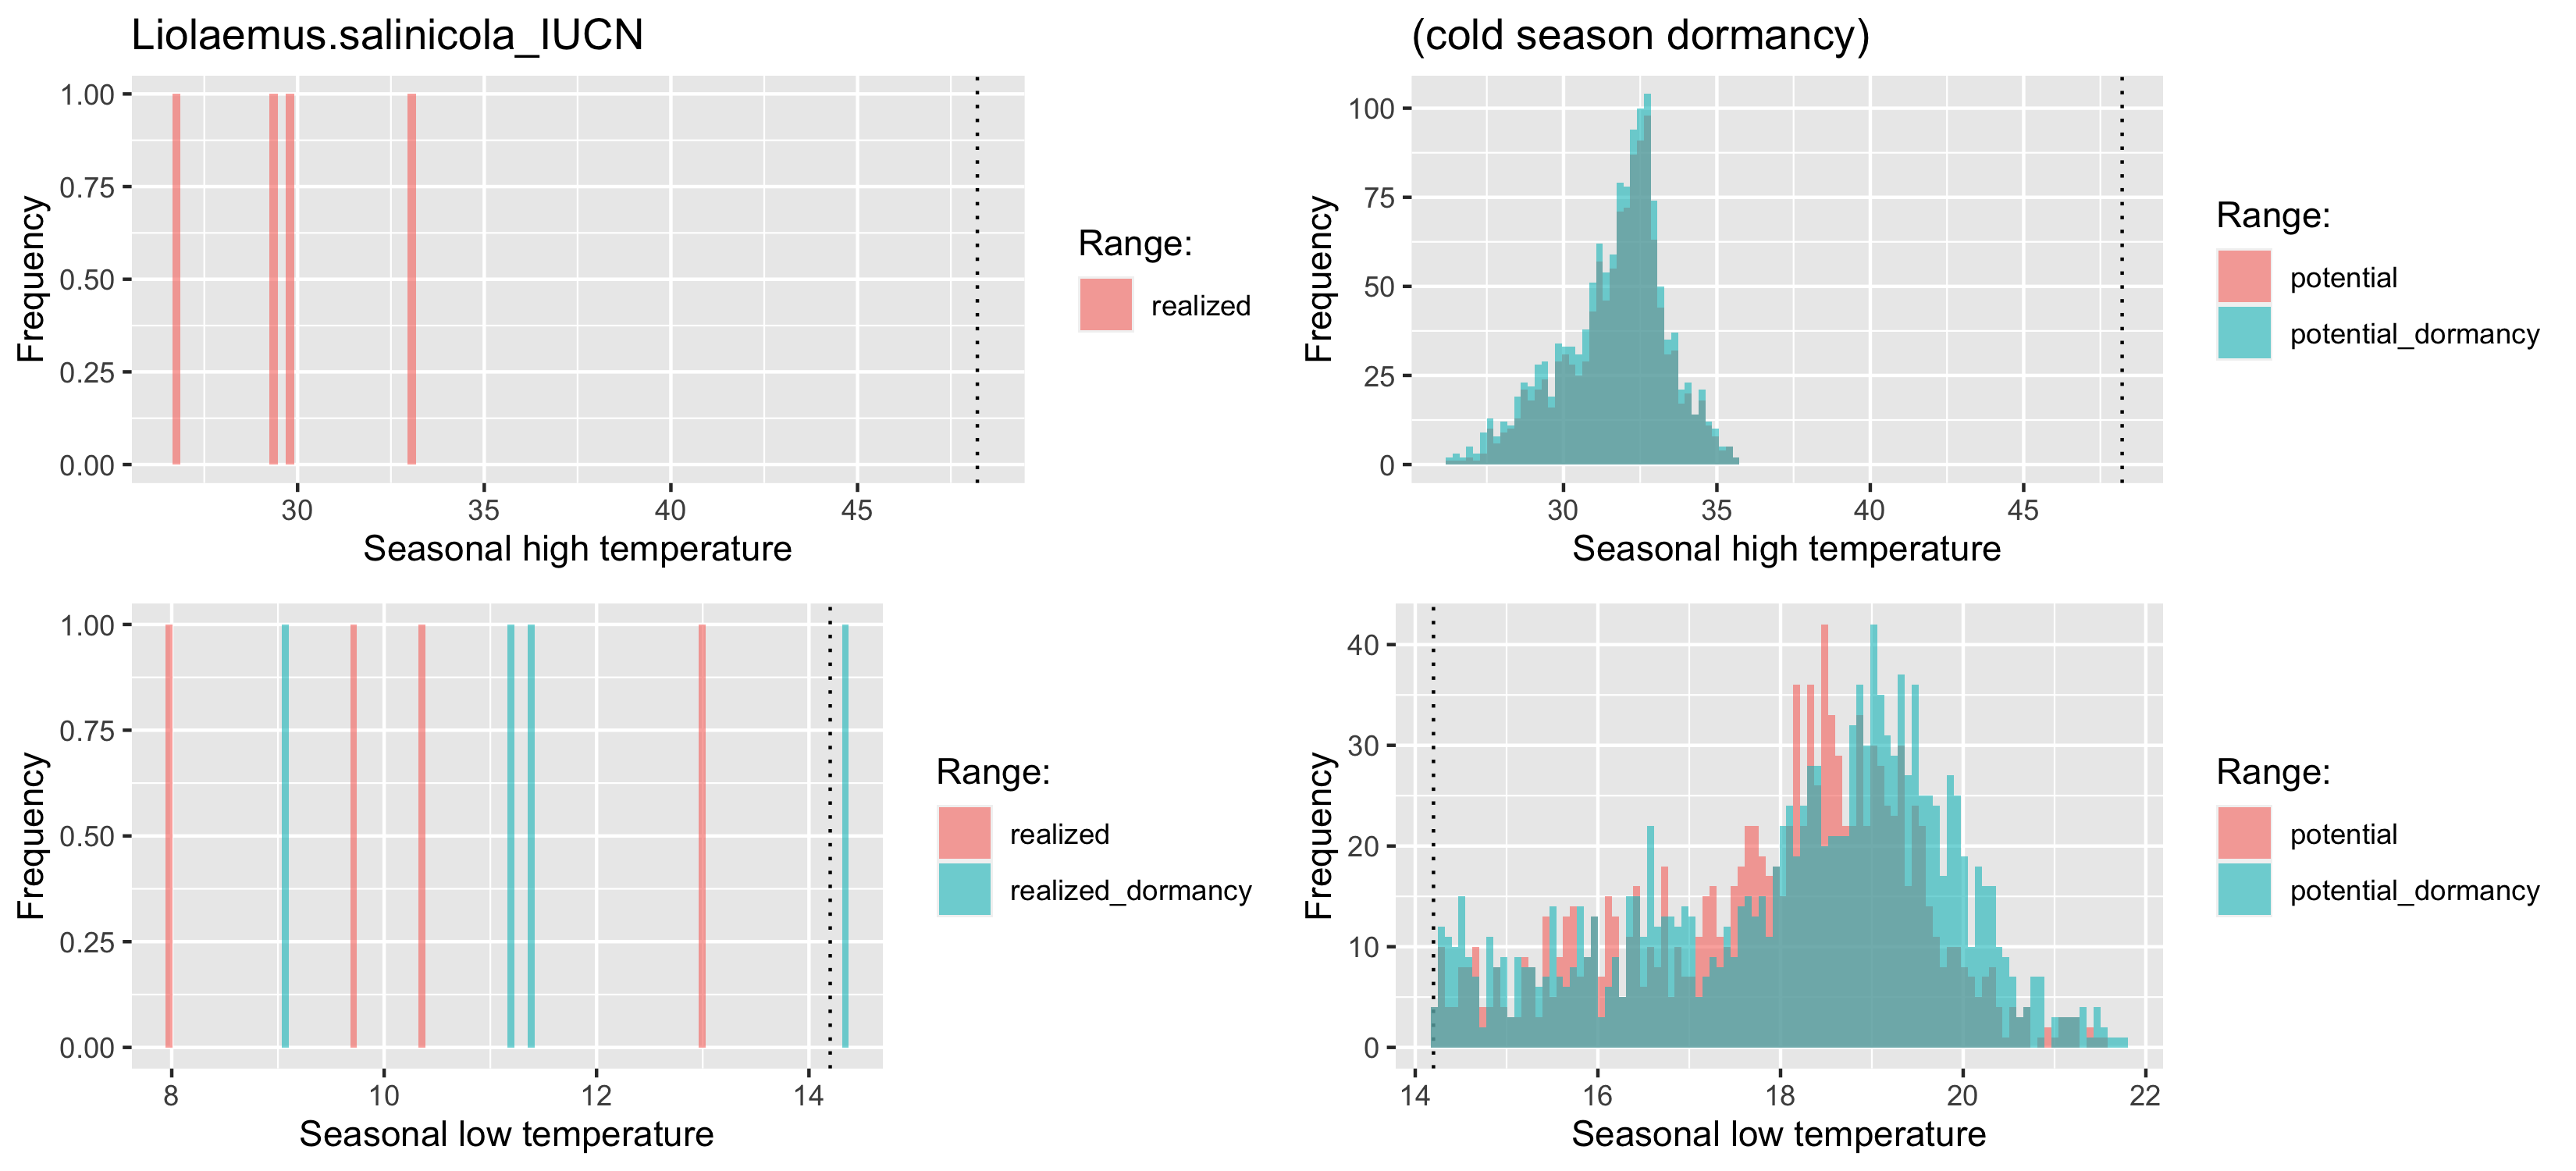 Liolaemus.salinicola_IUCN
Frequency
1.00
0.75
0.50
0.25
0.00
30 35 40 45
Seasonal high temperature
Range:
realized
(cold season dormancy)
Frequency
100
75
50
25
0
30 35 40 45
Seasonal high temperature
Range:
potential
potential_dormancy
Frequency
1.00
0.75
0.50
0.25
0.00
8 10 12 14
Seasonal low temperature
Range:
realized
realized_dormancy
Frequency
40
30
20
10
0
14 16 18 20 22
Seasonal low temperature
Range:
potential
potential_dormancy